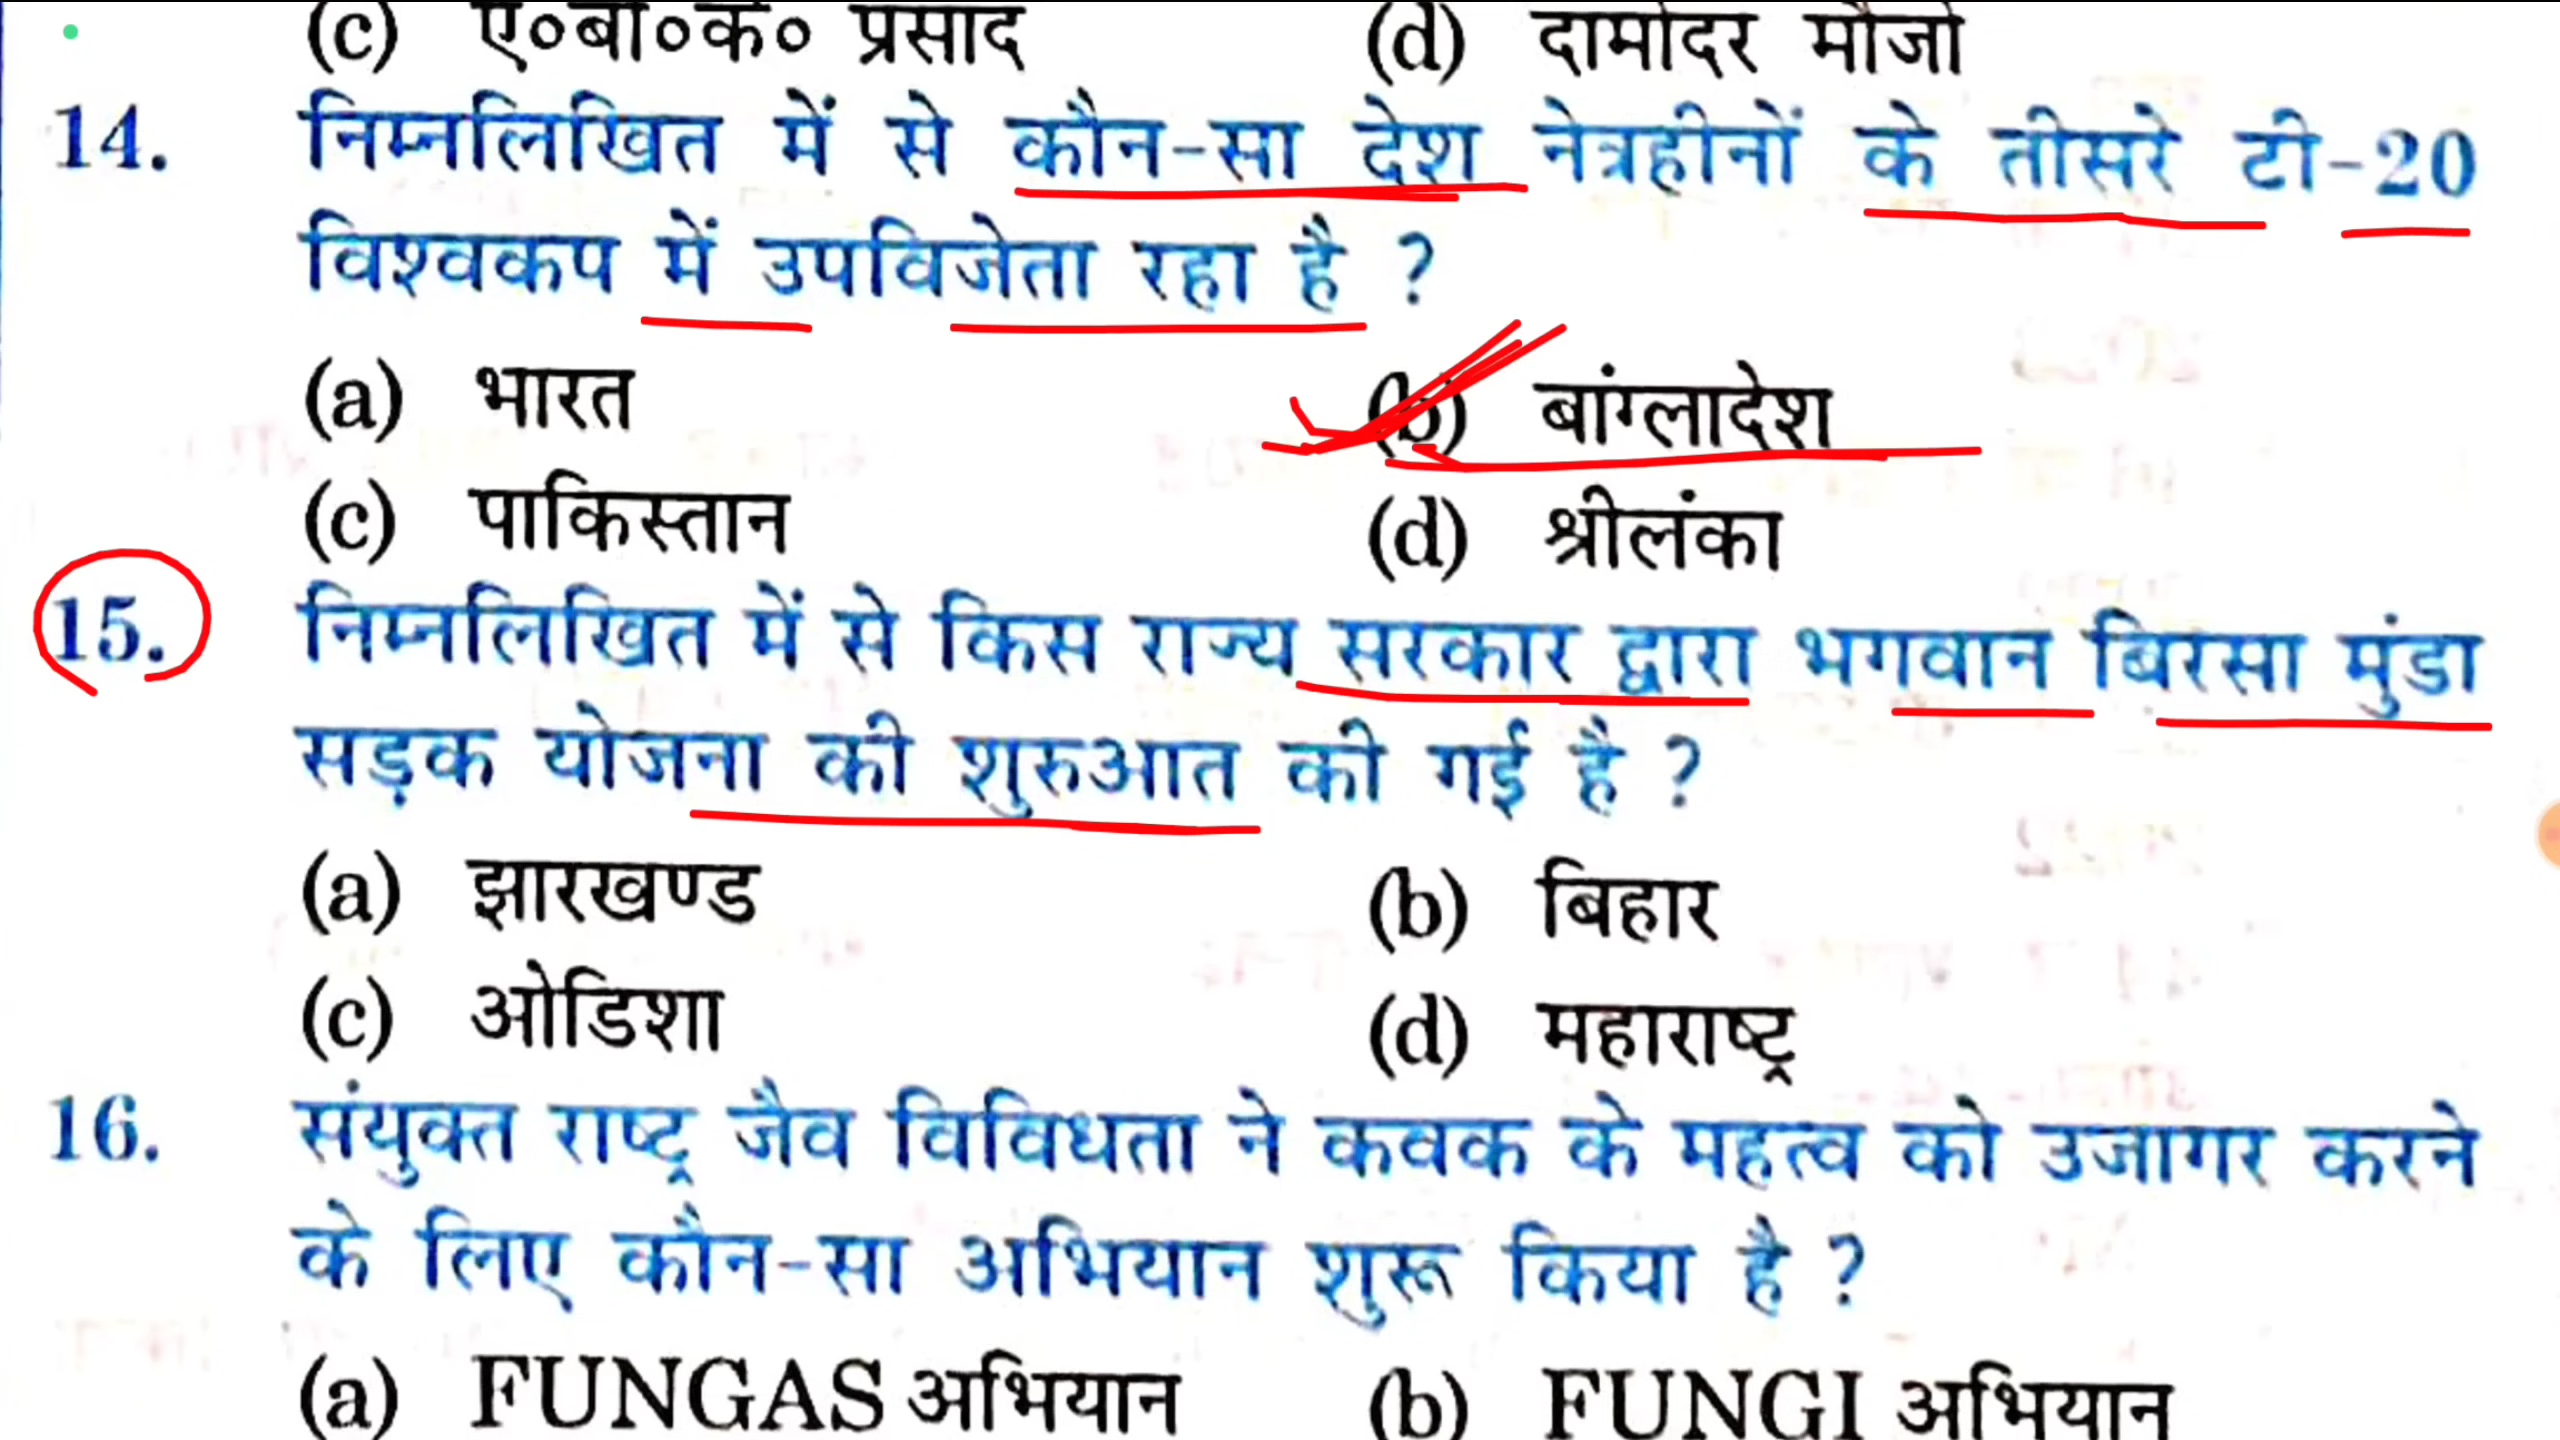 (c) ए०बी०के० प्रसाद (d) दामोदर मौजो
14. निम्नलिखित में से कौन-सा देश नेत्रहीनों के तीसरे टी-20
विश्वकप में उपविजेता रहा है ?
(a) भारत (b) बांग्लादेश
(c) पाकिस्तान (d) श्रीलंका
15. निम्नलिखित में से किस राज्य सरकार द्वारा भगवान बिरसा मुंडा
सड़क योजना की शुरुआत की गई है ?
(a) झारखण्ड (b) बिहार
(c) ओडिशा (d) महाराष्ट्र
16. संयुक्त राष्ट्र जैव विविधता ने कवक के महत्व को उजागर करने
के लिए कौन-सा अभियान शुरू किया है ?
(a) FUNGAS अभियान (b) FUNGI अभियान